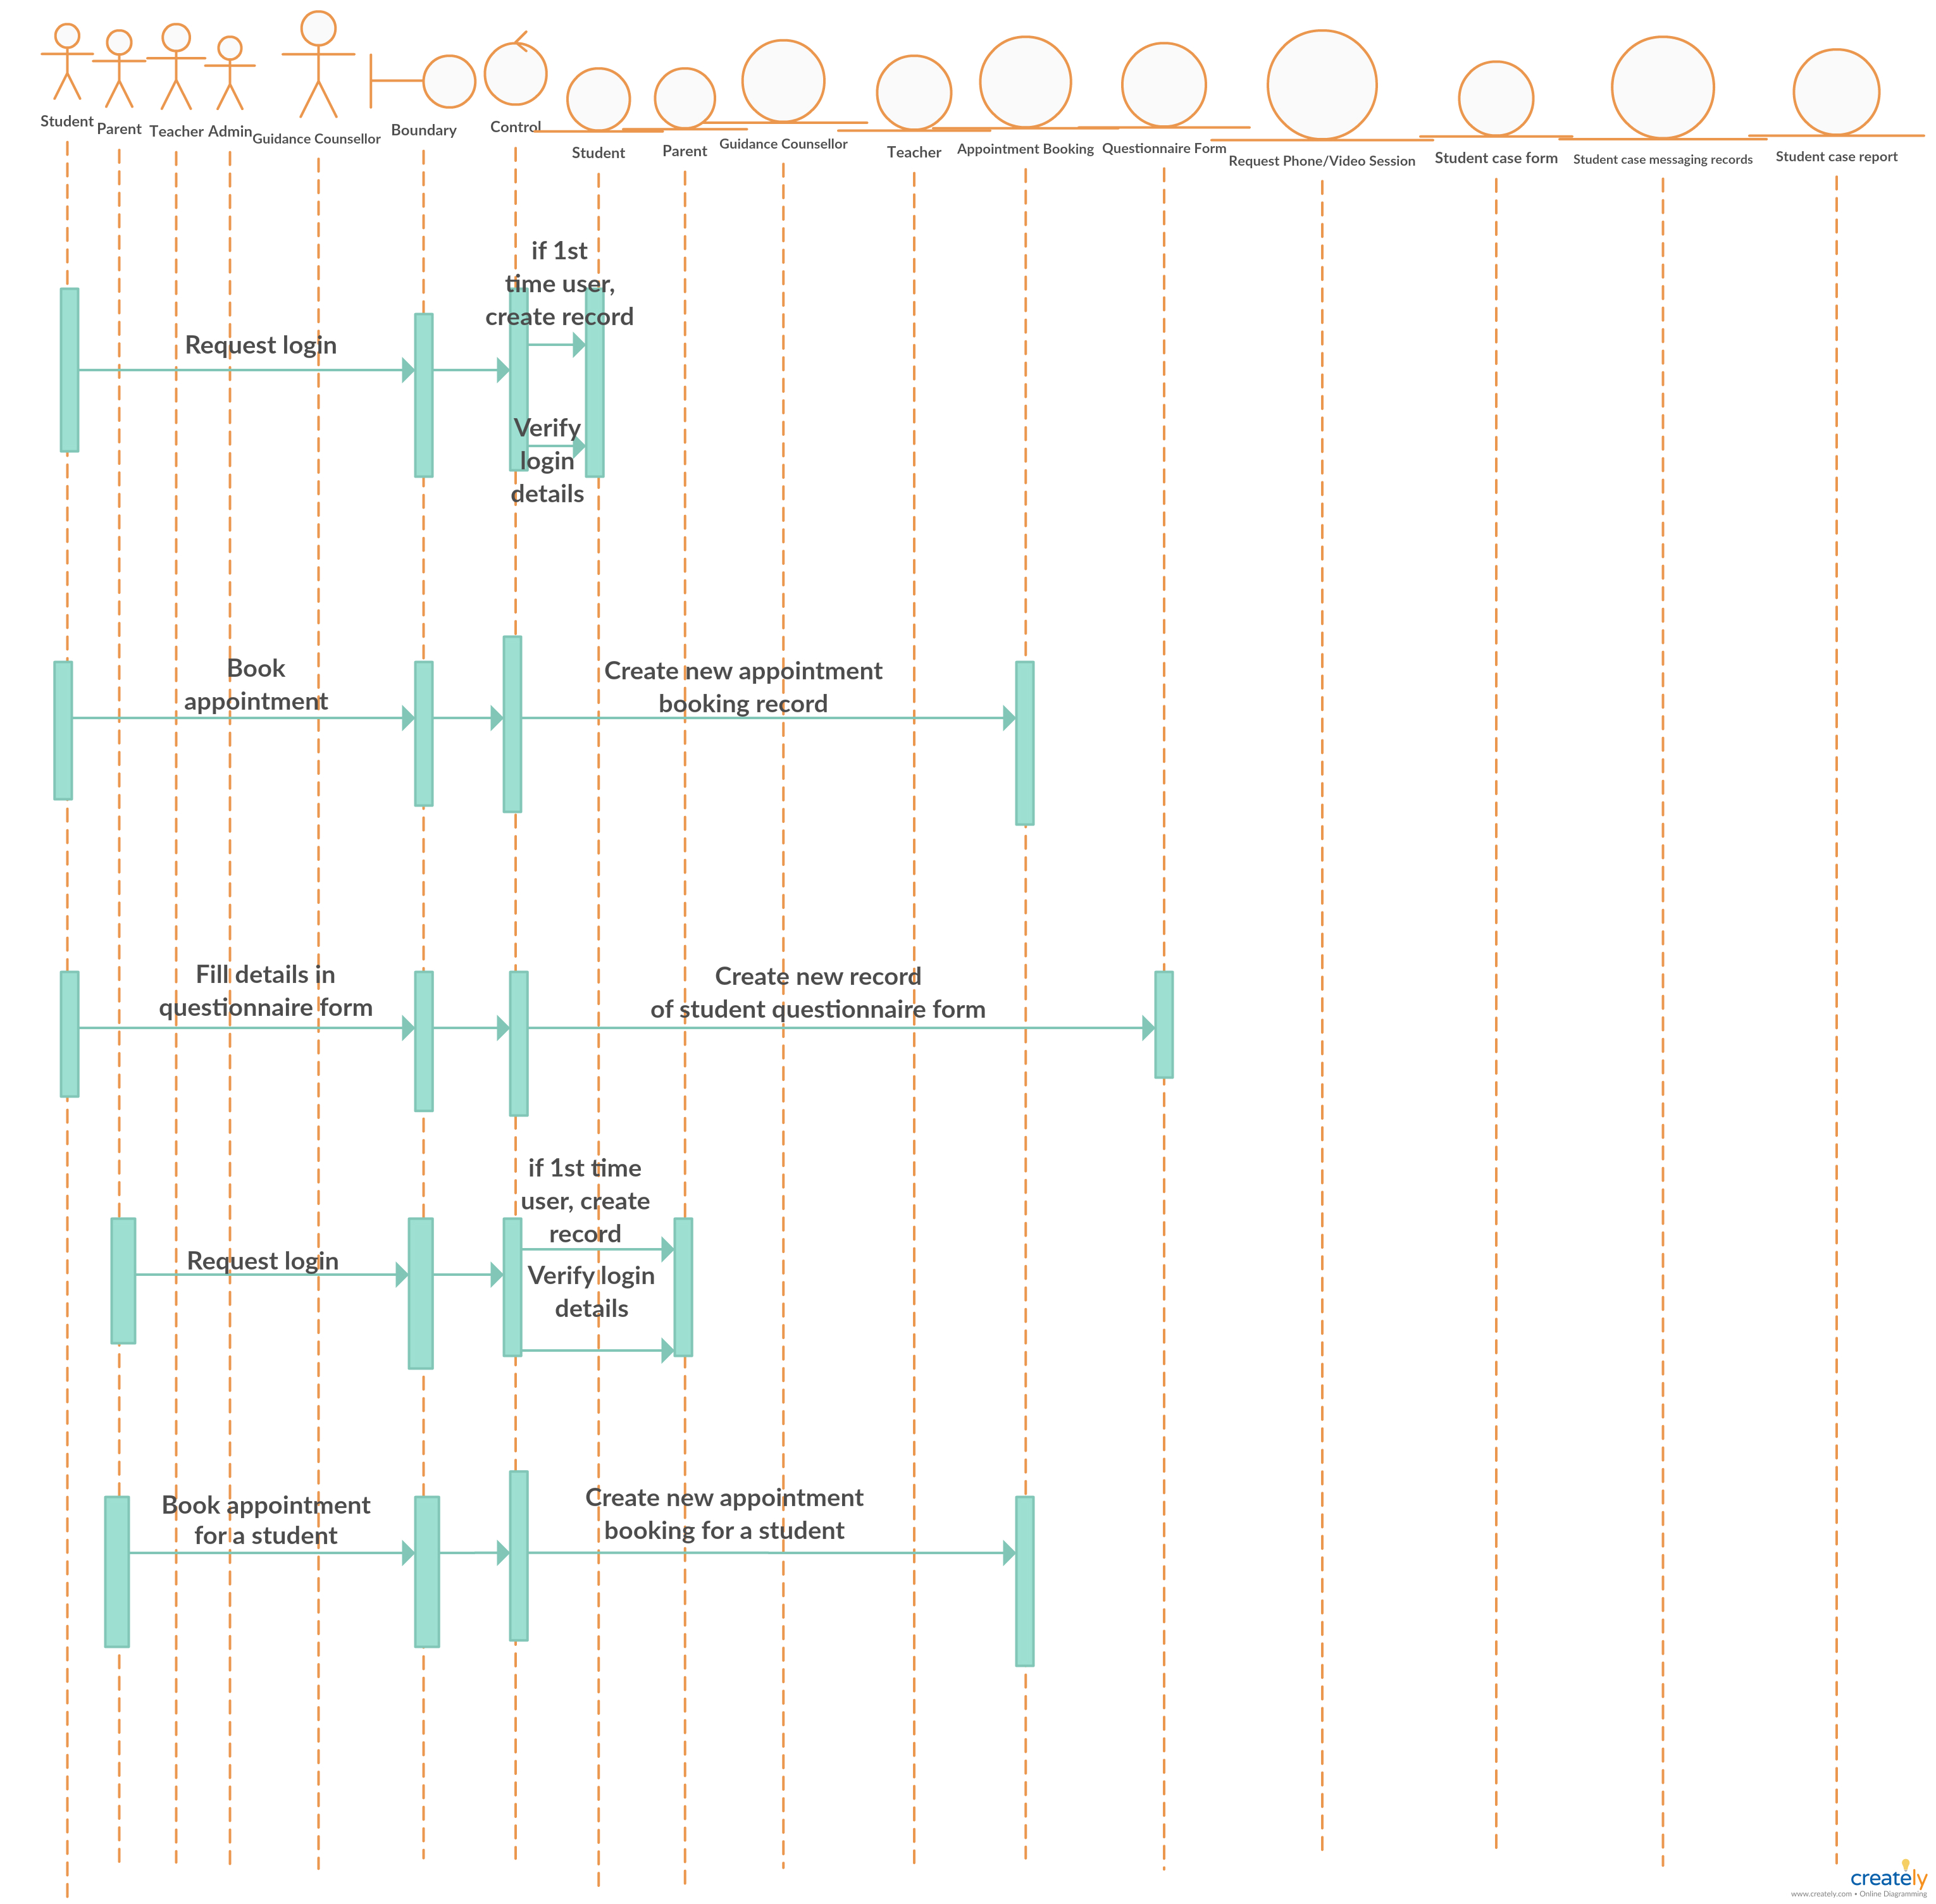 Student
Parent
Teacher
Admin
Guidance Counsellor
Boundary
Control
Student
Parent
Guidance Counsellor
Teacher
Appointment Booking
Questionnaire Form
Request Phone/Video Session
Student case form
Student case messaging records
Student case report
if 1st
time user,
create record
Request login
Verify
login
details
Book
appointment
Create new appointment
booking record
Fill details in
questionnaire form
Create new record
of student questionnaire form
if 1st time
user, create
record
Request login
Verify login
details
Book appointment
for a student
Create new appointment
booking for a student
creately
www.creately.com • Online Diagramming